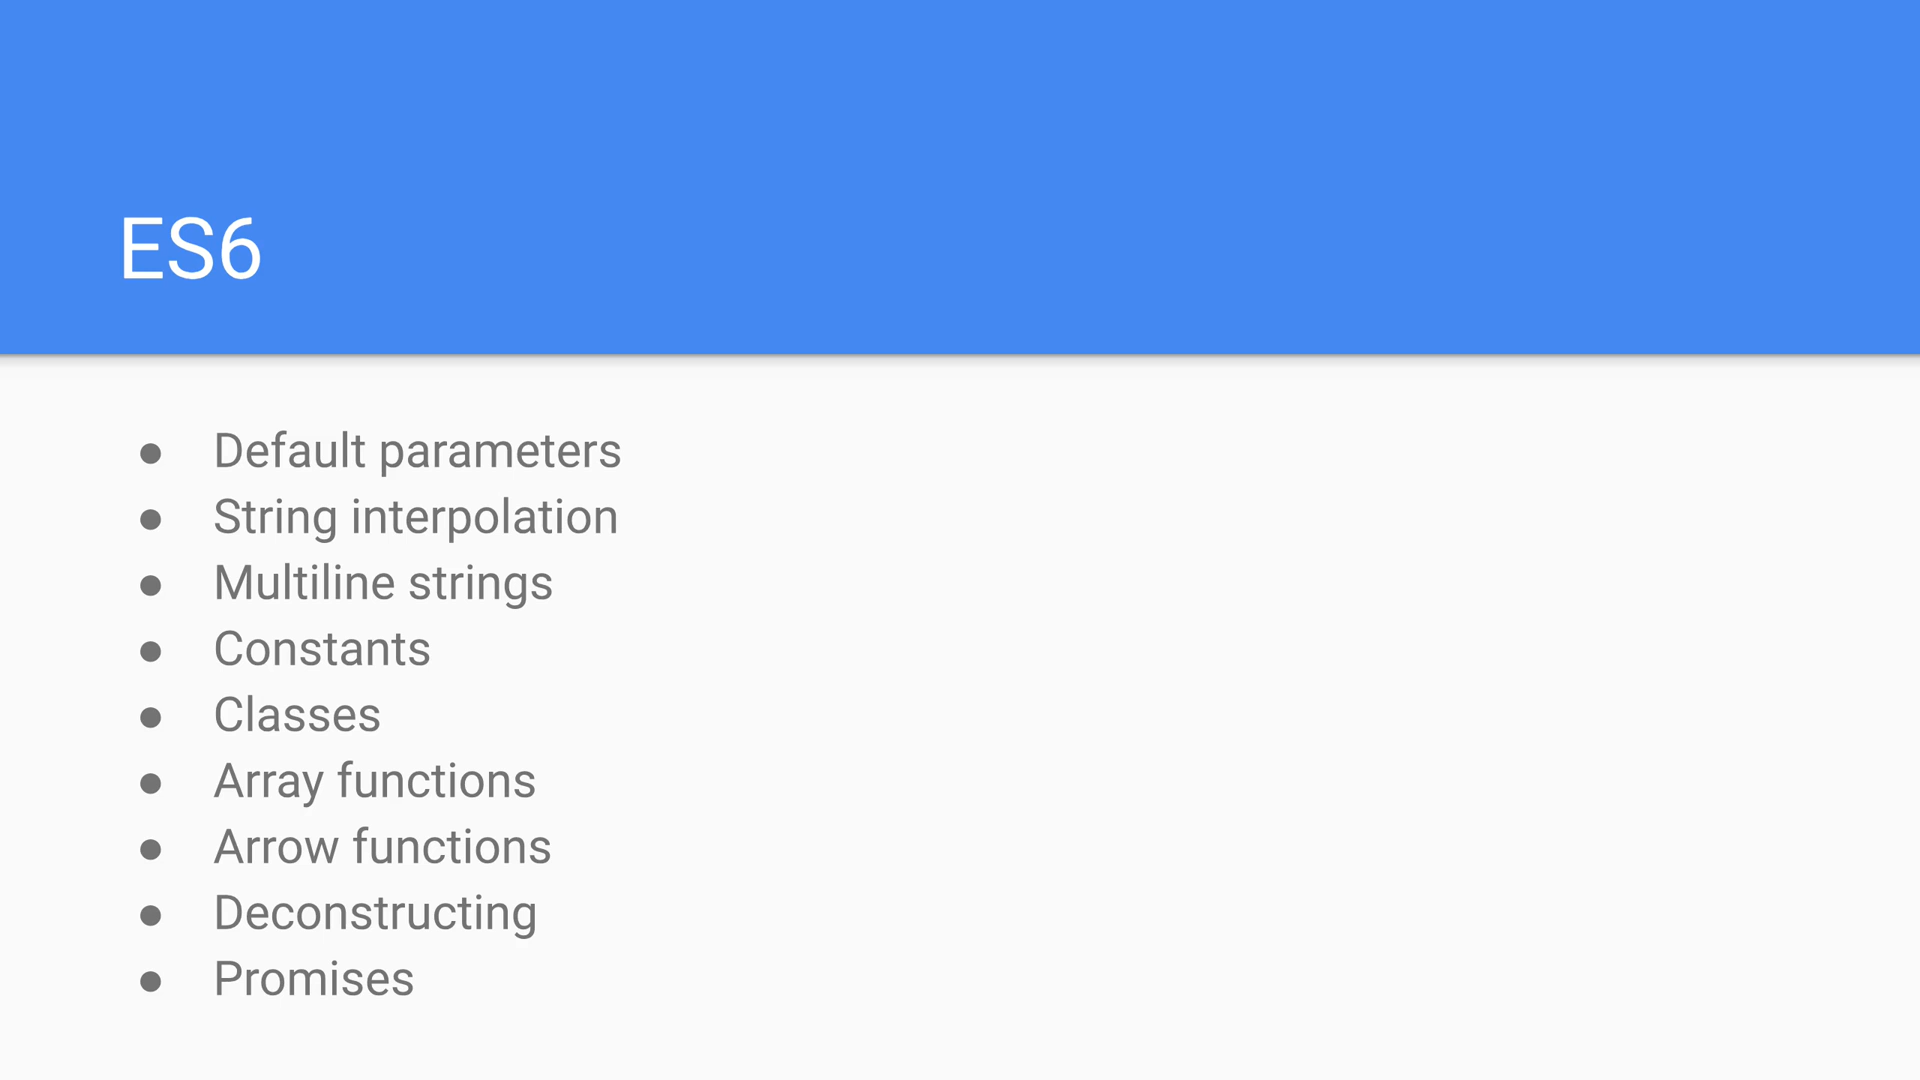 ES6
● Default parameters
● String interpolation
● Multiline strings
● Constants
● Classes
● Array functions
● Arrow functions
● Deconstructing
● Promises